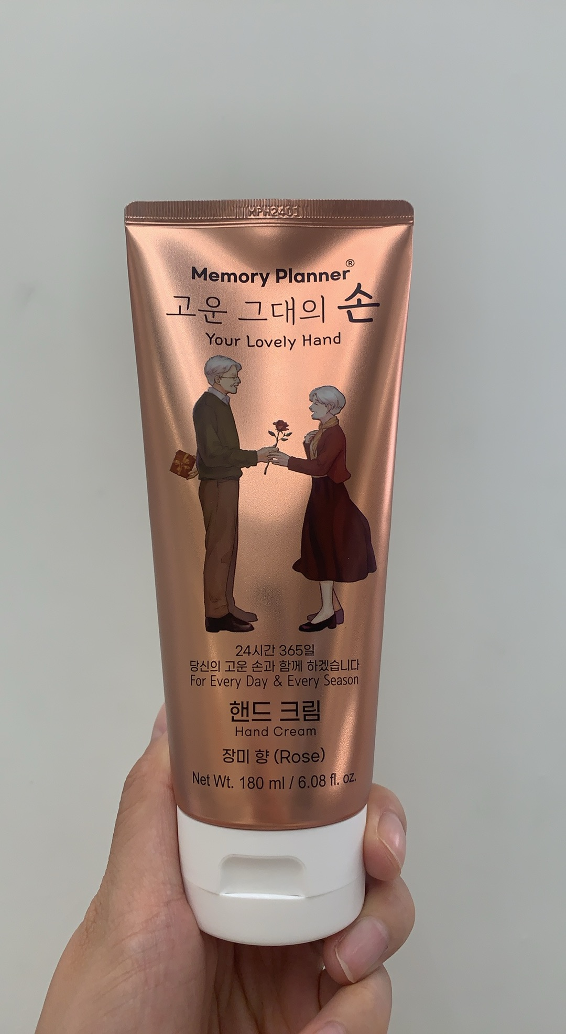 MPH2405
Memory Planner®
고운 그대의 손
Your Lovely Hand
24시간 365일
당신의 고운 손과 함께 하겠습니다
For Every Day & Every Season
핸드 크림
Hand Cream
장미 향 (Rose)
Net Wt. 180 ml / 6.08 fl. oz.